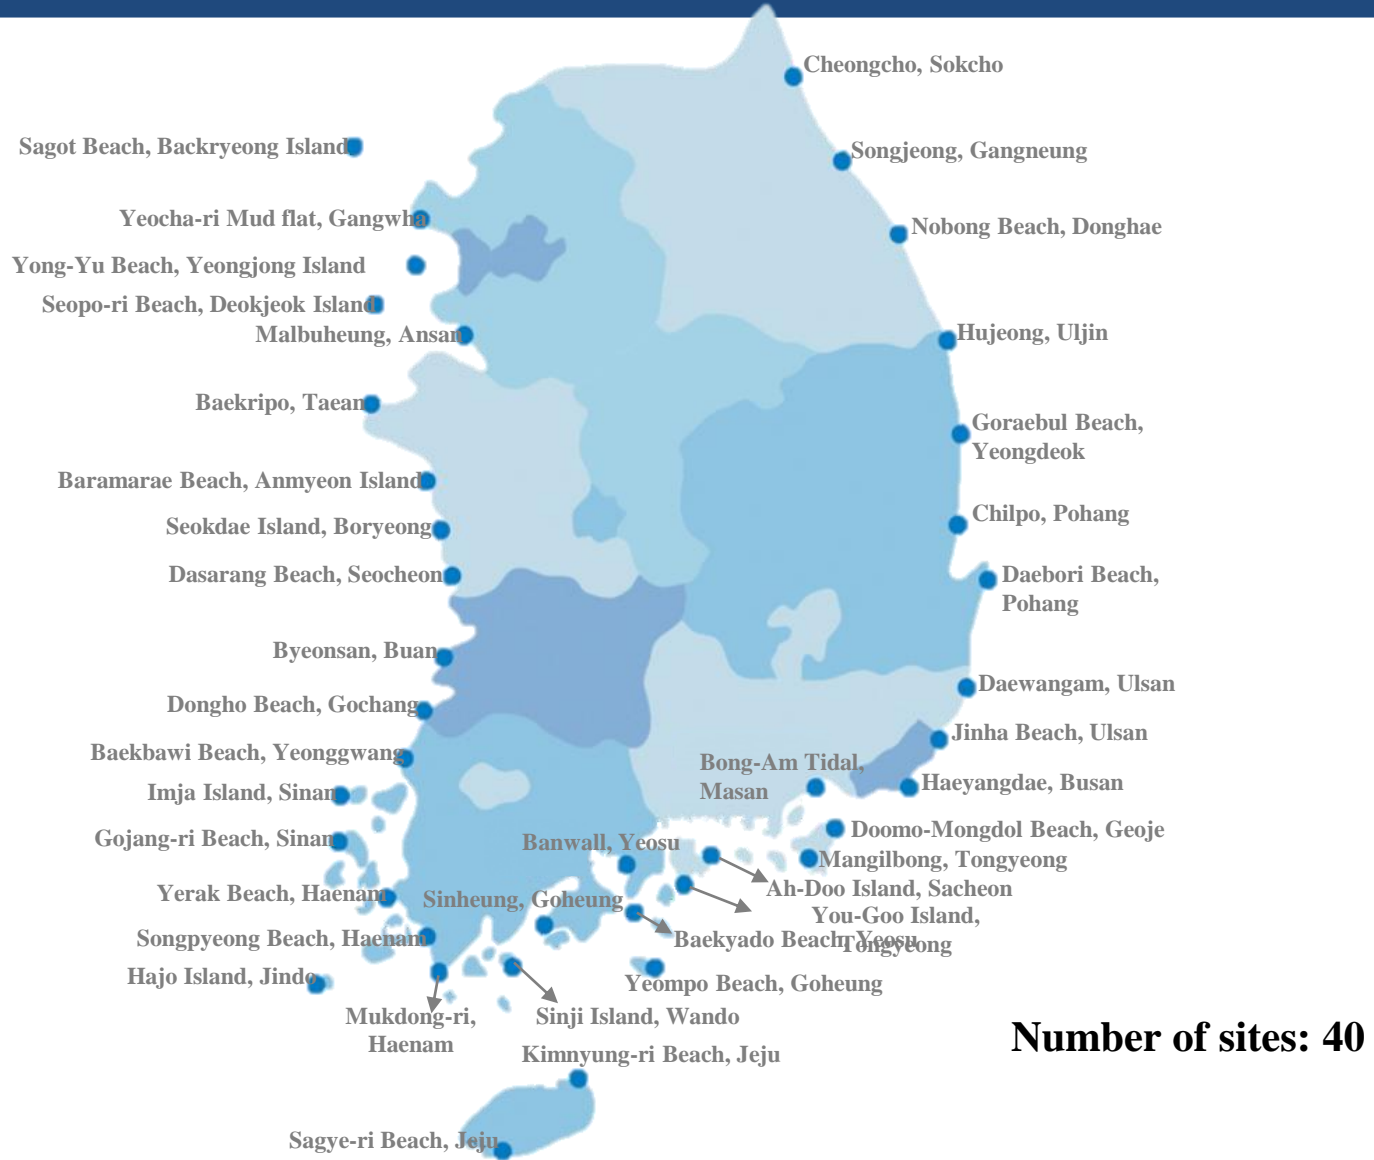 Cheongcho, Sokcho
Sagot Beach, Backryeong Island
Songjeong, Gangneung
Yeocha-ri Mud flat, Gangwha
Nobong Beach, Donghae
Yong-Yu Beach, Yeongjong Island
Seopo-ri Beach, Deokjeok Island
Malbuheung, Ansan
Hujeong, Uljin
Baekripo, Taean
Goraebul Beach,
Yeongdeok
Baramarae Beach, Anmyeon Island
Chilpo, Pohang
Seokdae Island, Boryeong
Dasarang Beach, Seocheon
Daebori Beach,
Pohang
Byeonsan, Buan
Daewangam, Ulsan
Dongho Beach, Gochang
Jinha Beach, Ulsan
Baekbawi Beach, Yeonggwang
Bong-Am Tidal,
Masan
Haeyangdae, Busan
Imja Island, Sinan
Doomo-Mongdol Beach, Geoje
Gojang-ri Beach, Sinan
Banwall, Yeosu
Mangilbong, Tongyeong
Ah-Doo Island, Sacheon
Yerak Beach, Haenam
Sinheung, Goheung
You-Goo Island,
Tongyeong
Songpyeong Beach, Haenam
Baekyado Beach, Yeosu
Hajo Island, Jindo
Yeompo Beach, Goheung
Mukdong-ri,
Haenam
Sinji Island, Wando
Number of sites: 40
Kimnyung-ri Beach, Jeju
Sagye-ri Beach, Jeju